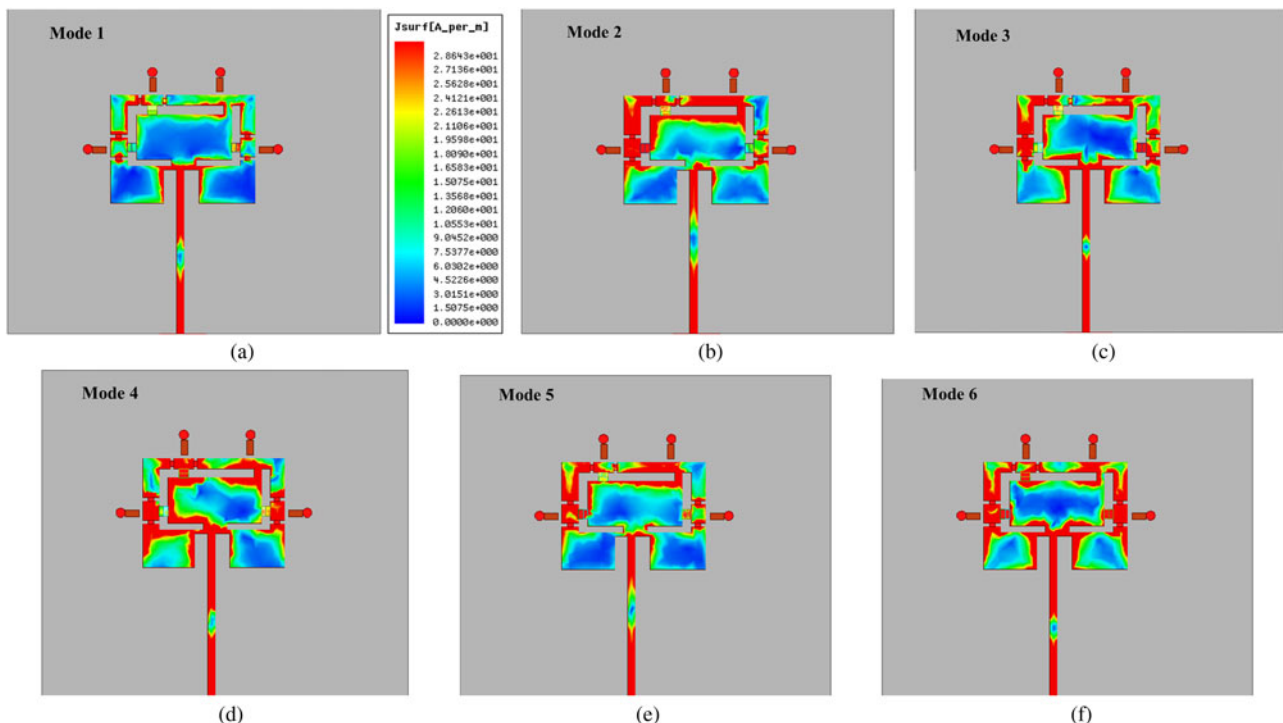 Mode 1
Jsurf[A_per_m]
2.8643e+001
2.7136e+001
2.5628e+001
2.4121e+001
2.2613e+001
2.1106e+001
1.9598e+001
1.8090e+001
1.6583e+001
1.5075e+001
1.3568e+001
1.2060e+001
1.0553e+001
9.0452e+000
7.5377e+000
6.0302e+000
4.5226e+000
3.0151e+000
1.5075e+000
0.0000e+000
Mode 2
Mode 3
(a)
(b)
(c)
Mode 4
Mode 5
Mode 6
(d)
(e)
(f)